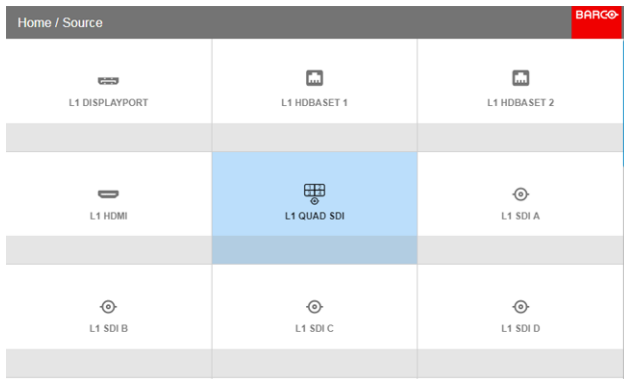 Home / Source
BARCO
L1 DISPLAYPORT
L1 HDBASET 1
L1 HDBASET 2
L1 HDMI
L1 QUAD SDI
L1 SDI A
L1 SDI B
L1 SDI C
L1 SDI D